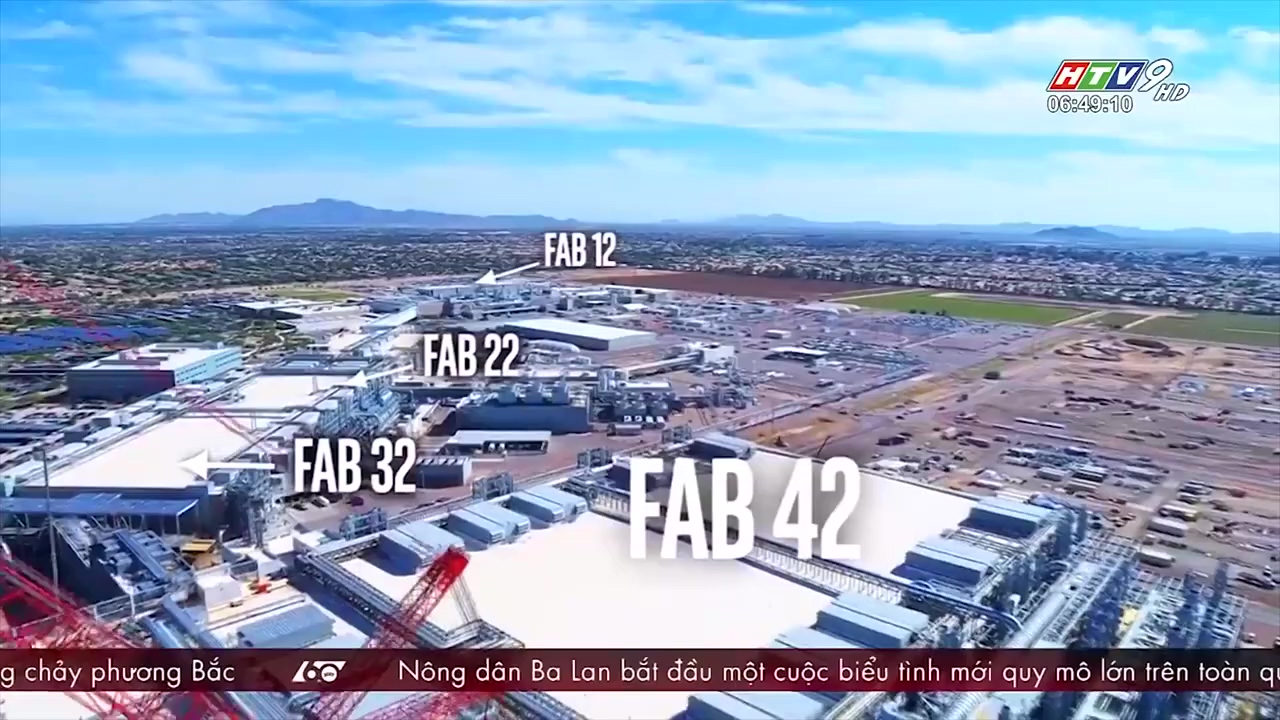 HTV9 HD
06:49:10
FAB 12
FAB 22
FAB 32
FAB 42
chảy phương Bắc
60
Nông dân Ba Lan bắt đầu một cuộc biểu tình mới quy mô lớn trên toàn